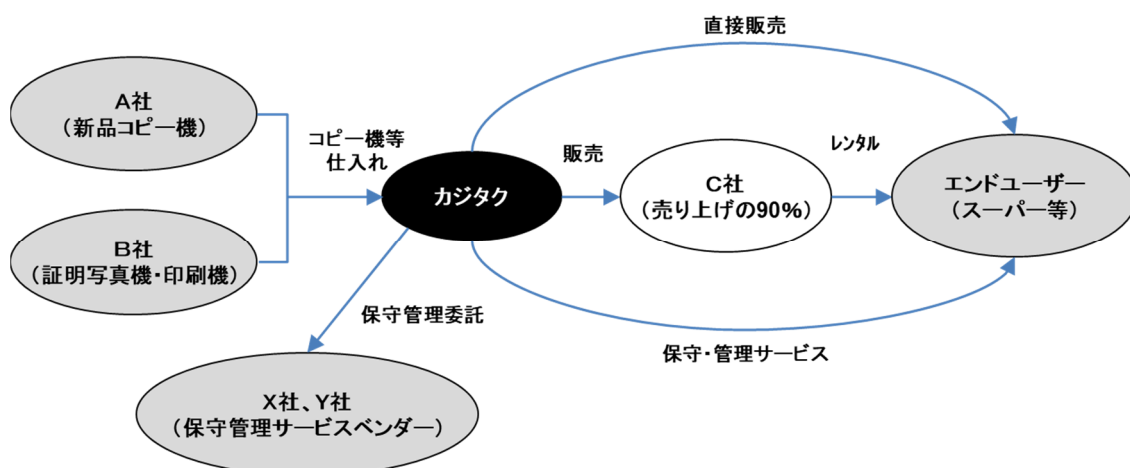 直接販売
A社
（新品コピー機）
コピー機等
仕入れ
販売
レンタル
カジタク
C社
（売り上げの90%）
エンドユーザー
（スーパー等）
B社
（証明写真機・印刷機）
保守管理委託
保守・管理サービス
X社、Y社
（保守管理サービスベンダー）